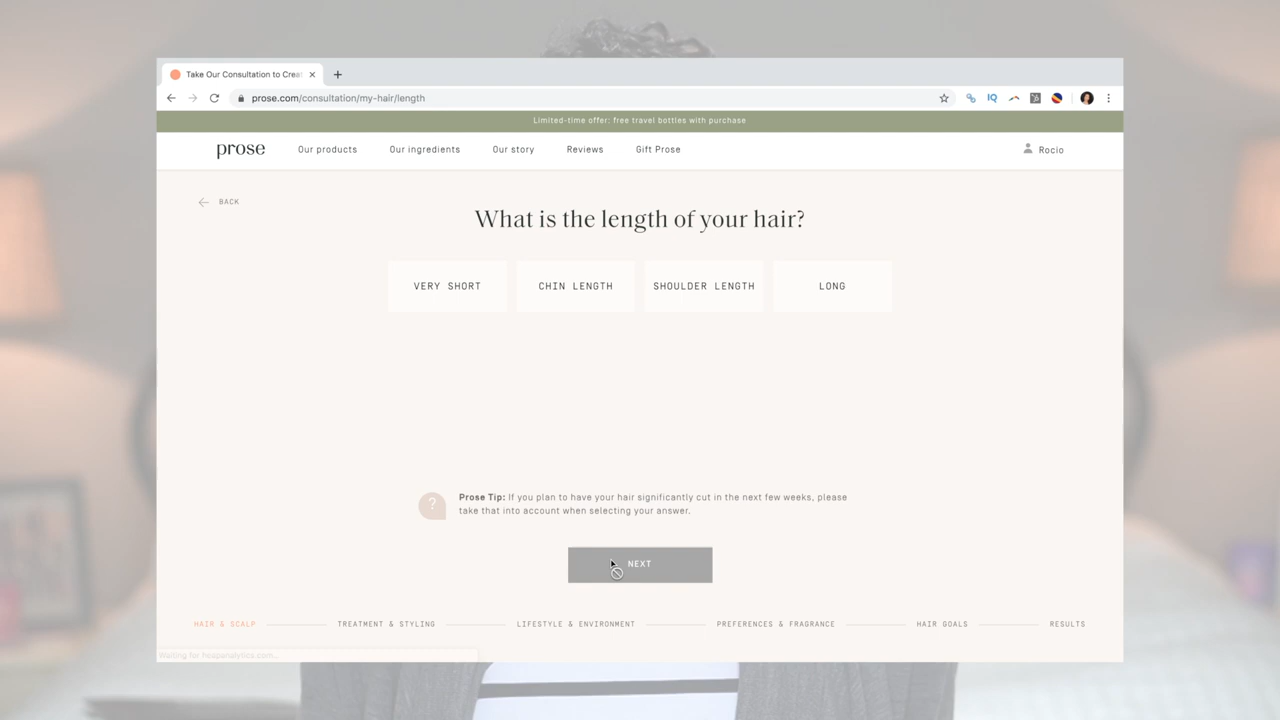 Take Our Consultation to Crea
prose.com/consultation/my-hair/length
IQ
Limited-time offer: free travel bottles with purchase
prose
Our products
Our ingredients
Our story
Reviews
Gift Prose
Rocio
BACK
What is the length of your hair?
VERY SHORT
CHIN LENGTH
SHOULDER LENGTH
LONG
?
Prose Tip: If you plan to have your hair significantly cut in the next few weeks, please
take that into account when selecting your answer.
NEXT
HAIR & SCALP
TREATMENT & STYLING
LIFESTYLE & ENVIRONMENT
PREFERENCES & FRAGRANCE
HAIR GOALS
RESULTS